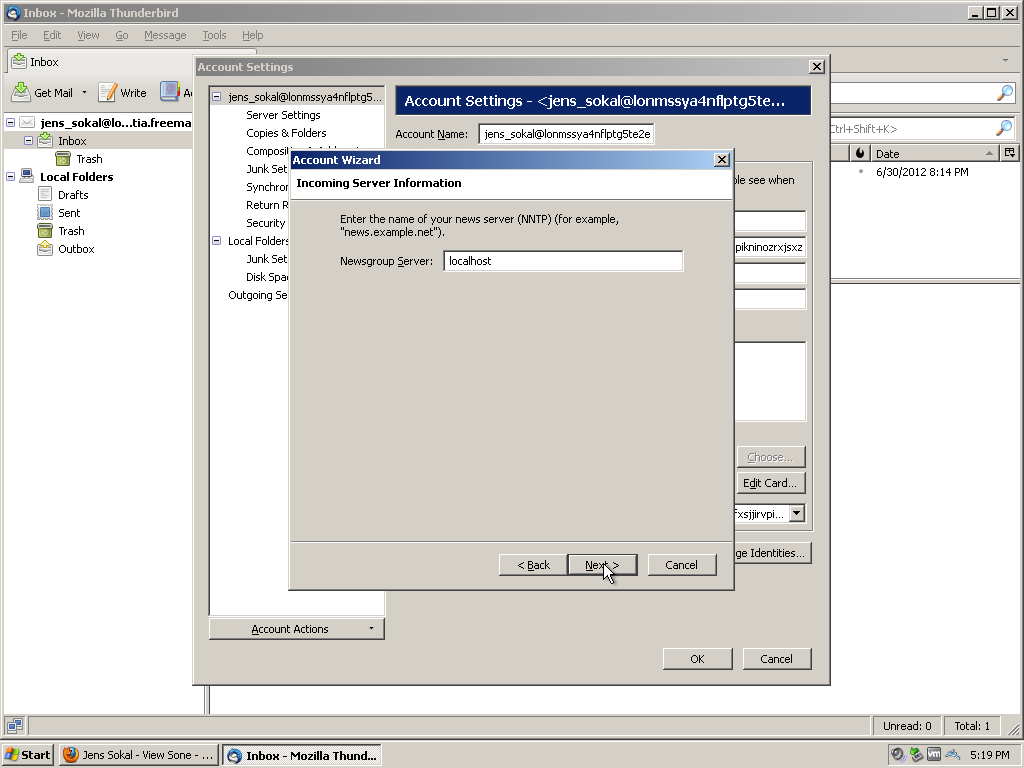 Inbox - Mozilla Thunderbird
File Edit View Go Message Tools Help
Inbox
Get Mail Write
jens_sokal@lo...tia.freema
Inbox
Trash
Local Folders
Drafts
Sent
Trash
Outbox
Ctrl+Shift+K>
Date
6/30/2012 8:14 PM
Account Settings
jens_sokal@lonmssya4nflptg5...
Server Settings
Copies & Folders
Junk Set
Synchron
Return R
Security
Local Folders
Junk Set
Disk Spac
Outgoing Se
Account Actions
Account Settings - <jens_sokal@lonmssya4nflptg5te...
Account Name: jens_sokal@lonmssya4nflptg5te2e
ple see when
pikninozrxjsxz
Choose...
Edit Card...
fxsjjirvpi...
ge Identities...
OK Cancel
Account Wizard
Incoming Server Information
Enter the name of your news server (NNTP) (for example,
"news.example.net").
Newsgroup Server: localhost
< Back Next > Cancel
Unread: 0 Total: 1
Start Jens Sokal - View Sone - ... Inbox - Mozilla Thund... 5:19 PM